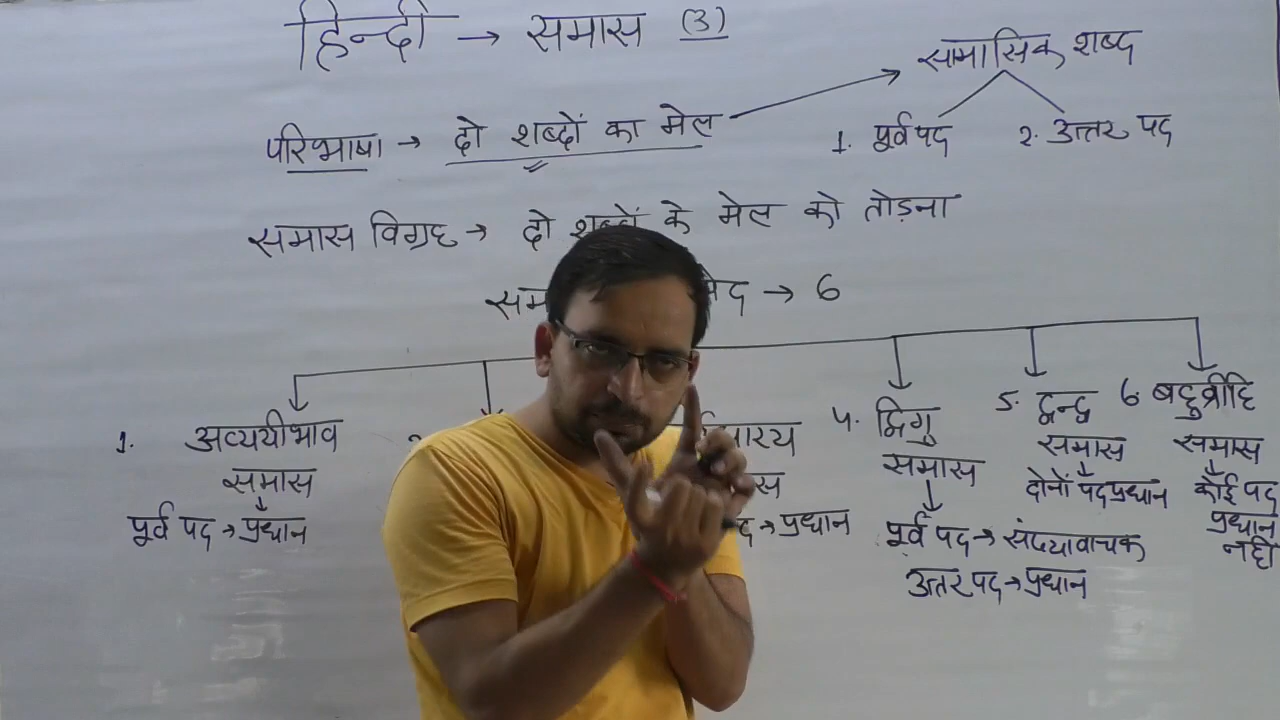 हिन्दी → समास (3)
सामासिक शब्द
1. पूर्व पद 2. उत्तर पद
परिभाषा → दो शब्दों का मेल
समास विग्रह → दो शब्दों के मेल को तोड़ना
→ 6
1. अव्ययीभाव समास
पूर्व पद → प्रधान
→ प्रधान
4. द्विगु समास
पूर्व पद → संख्यावाचक
उत्तर पद → प्रधान
5. द्वन्द्व समास
दोनों पद प्रधान
6. बहुव्रीहि समास
कोई पद
प्रधान
नही